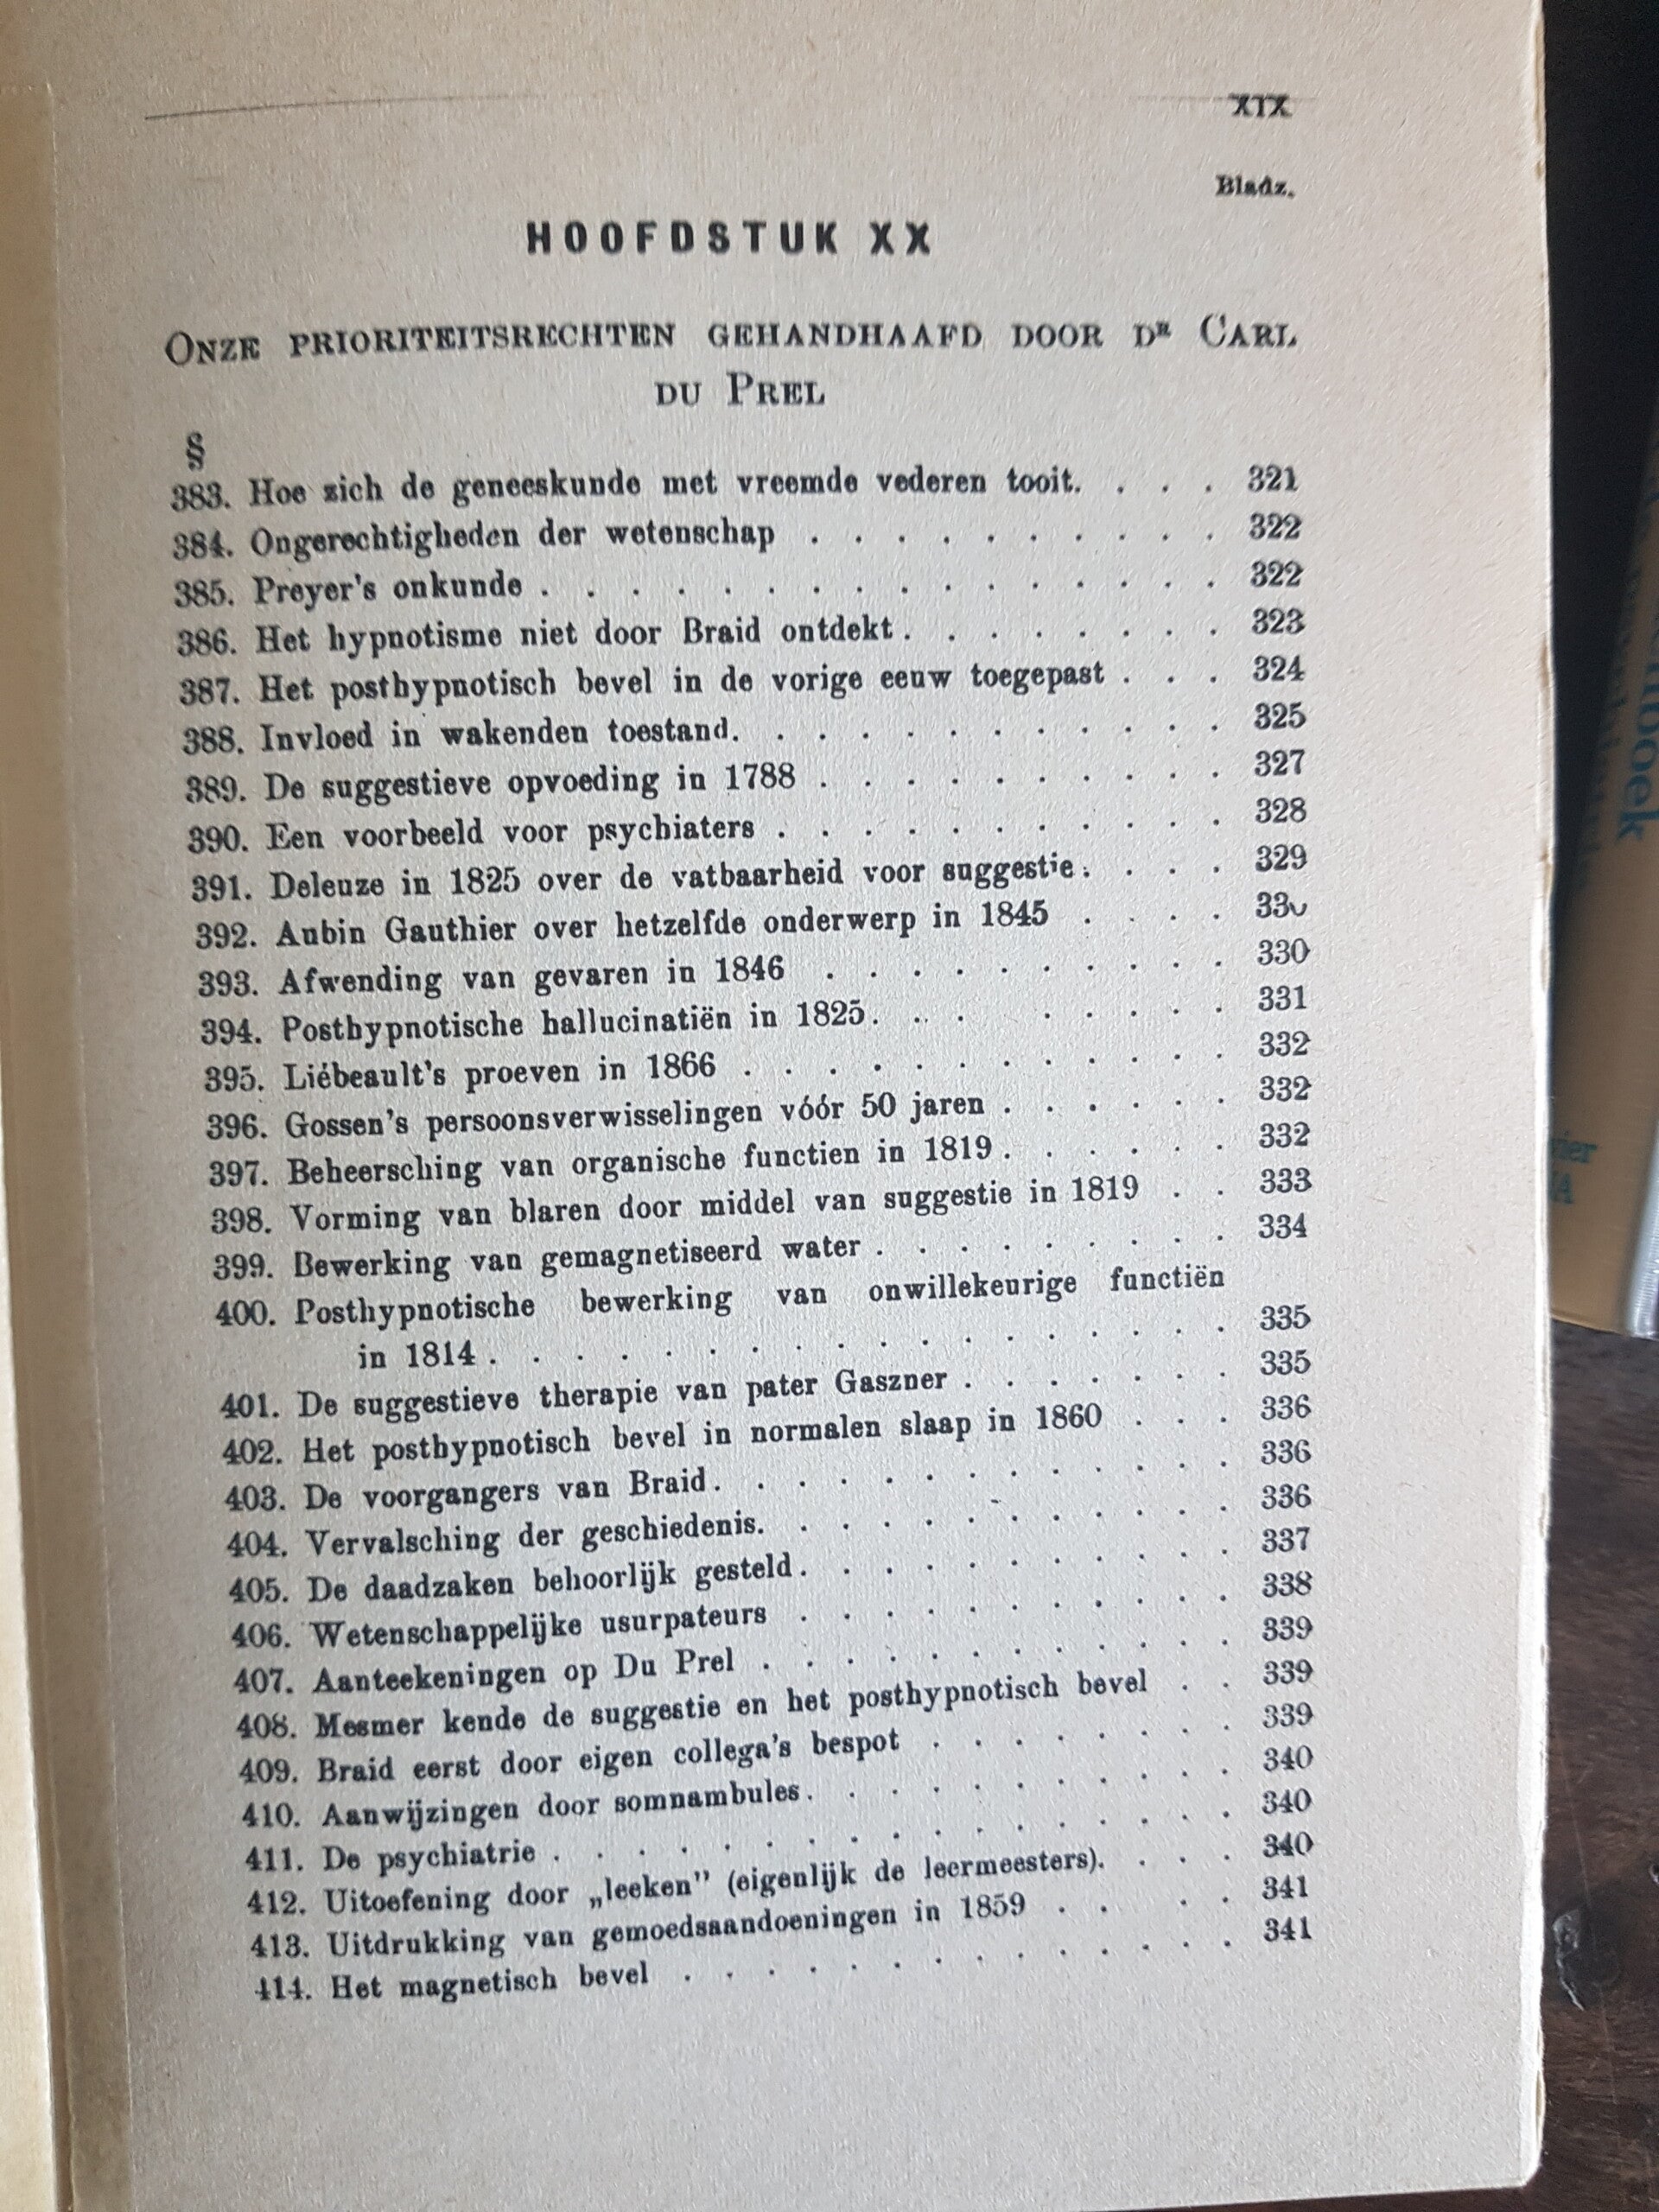 XIX
Bladz.
HOOFDSTUK XX
ONZE PRIORITEITSRECHTEN GEHANDHAAFD DOOR DR CARL
DU PREL
§
383. Hoe zich de geneeskunde met vreemde vederen tooit. . . . 321
384. Ongerechtigheden der wetenschap . . . . . . . . . . 322
385. Preyer's onkunde . . . . . . . . . . . . . . . . 322
386. Het hypnotisme niet door Braid ontdekt . . . . . . . . 323
387. Het posthypnotisch bevel in de vorige eeuw toegepast . . . 324
388. Invloed in wakenden toestand. . . . . . . . . . . . 325
389. De suggestieve opvoeding in 1788 . . . . . . . . . . 327
390. Een voorbeeld voor psychiaters . . . . . . . . . . . 328
391. Deleuze in 1825 over de vatbaarheid voor suggestie. . . . 329
392. Aubin Gauthier over hetzelfde onderwerp in 1845 . . . . 330
393. Afwending van gevaren in 1846 . . . . . . . . . . 330
394. Posthypnotische hallucinatiën in 1825. . . . . . . . 331
395. Liébeault's proeven in 1866 . . . . . . . . . . . . 332
396. Gossen's persoonsverwisselingen vóór 50 jaren . . . . . . 332
397. Beheersching van organische functien in 1819 . . . . . . 332
398. Vorming van blaren door middel van suggestie in 1819 . . 333
399. Bewerking van gemagnetiseerd water . . . . . . . . . 334
400. Posthypnotische bewerking van onwillekeurige functiën
in 1814 . . . . . . . . . . . . . . . . . . 335
401. De suggestieve therapie van pater Gaszner . . . . . . . 335
402. Het posthypnotisch bevel in normalen slaap in 1860 . . . 336
403. De voorgangers van Braid. . . . . . . . . . . . . 336
404. Vervalsching der geschiedenis. . . . . . . . . . . . 336
405. De daadzaken behoorlijk gesteld. . . . . . . . . . . 337
406. Wetenschappelijke usurpateurs . . . . . . . . . . . 338
407. Aanteekeningen op Du Prel . . . . . . . . . . . . 339
408. Mesmer kende de suggestie en het posthypnotisch bevel . . 339
409. Braid eerst door eigen collega's bespot . . . . . . . . 339
410. Aanwijzingen door somnambules. . . . . . . . . . . 340
411. De psychiatrie . . . . . . . . . . . . . . . . . 340
412. Uitoefening door „leeken” (eigenlijk de leermeesters). . . . 340
413. Uitdrukking van gemoedsaandoeningen in 1859 . . . . 341
414. Het magnetisch bevel . . . . . . . . . . . . . . 341